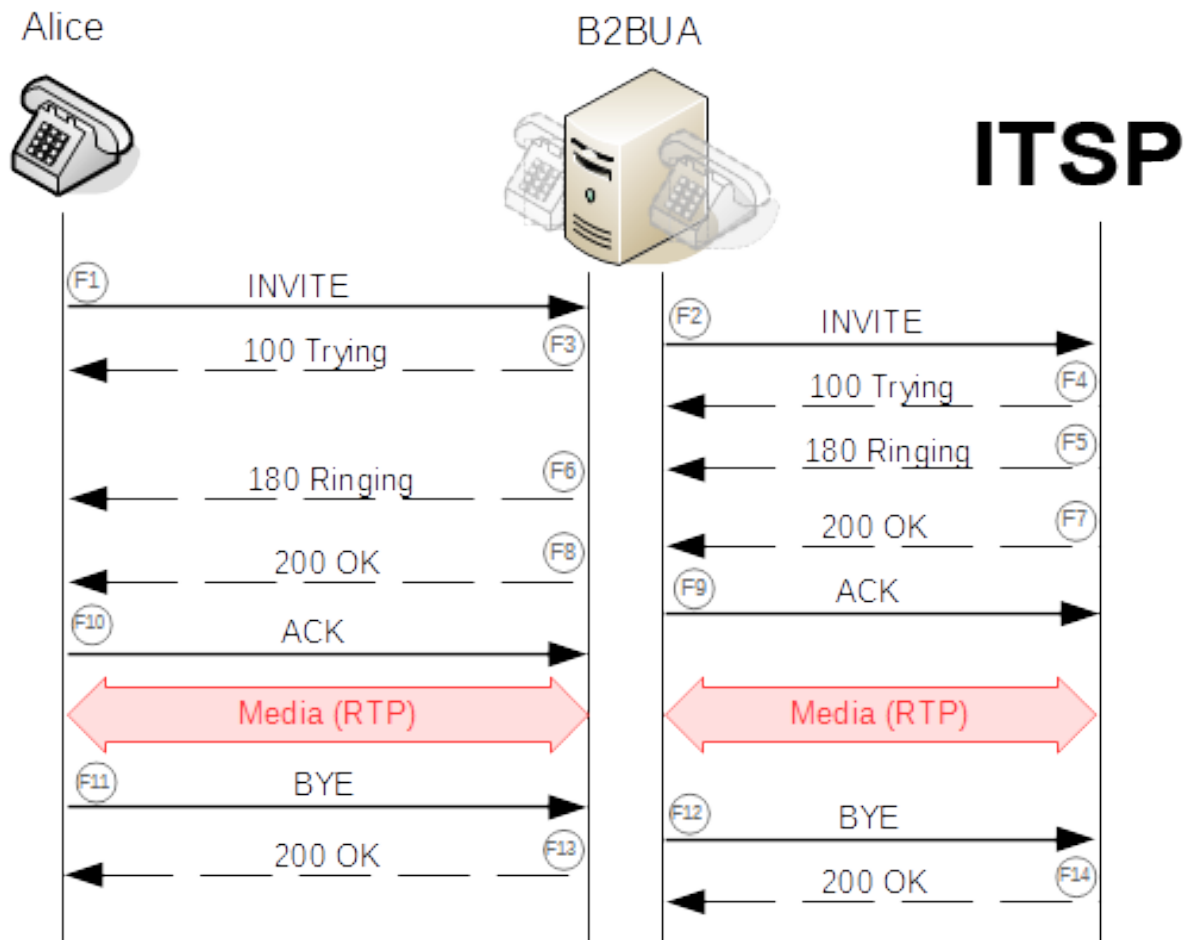 Alice
B2BUA
ITSP
F1
INVITE
F2
INVITE
100 Trying
F3
100 Trying
F4
180 Ringing
F5
180 Ringing
F6
200 OK
F7
200 OK
F8
F9
ACK
F10
ACK
Media (RTP)
Media (RTP)
F11
BYE
F12
BYE
200 OK
F13
200 OK
F14